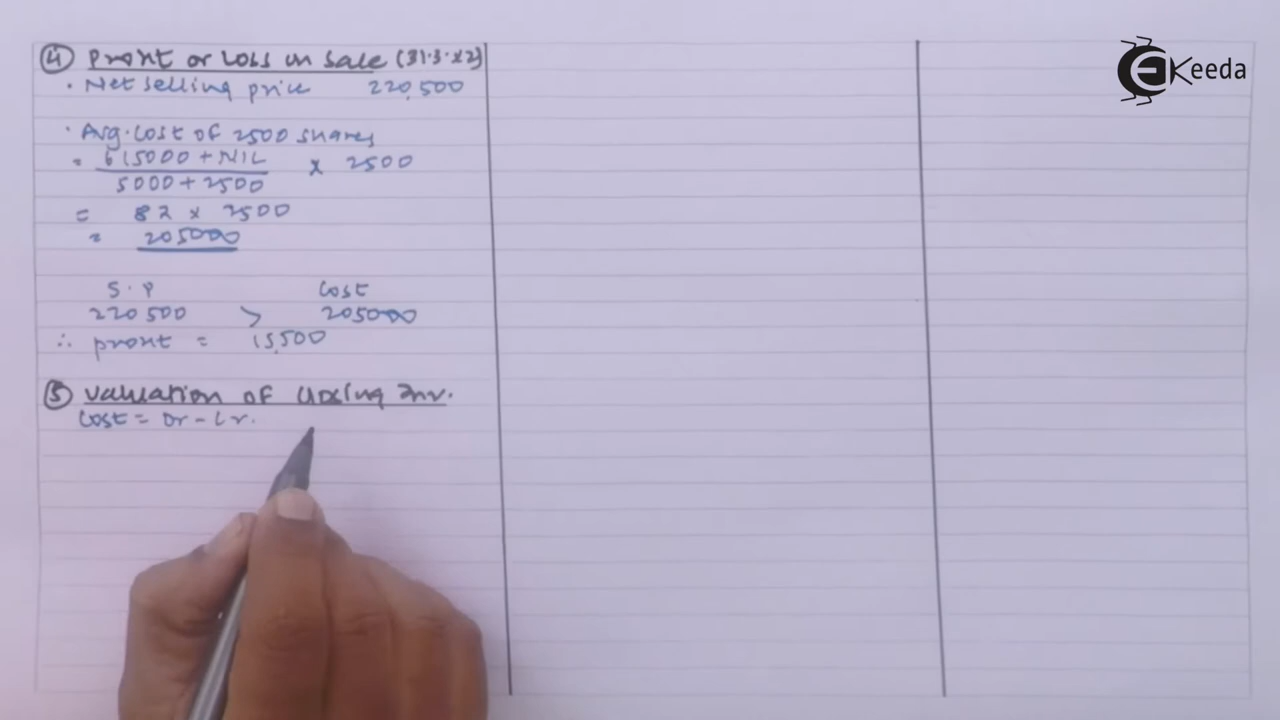 ④ Profit or Loss on Sale (31.3.X2)
• Net selling price 220,500
• Avg. Cost of 2500 shares
= 615000 + NIL x 2500
5000 + 2500
= 82 x 2500
= 205000
S.P Cost
220500 > 205000
∴ profit = 15,500
⑤ Valuation of Closing Inv.
Cost = Dr - Cr.
EKeeda